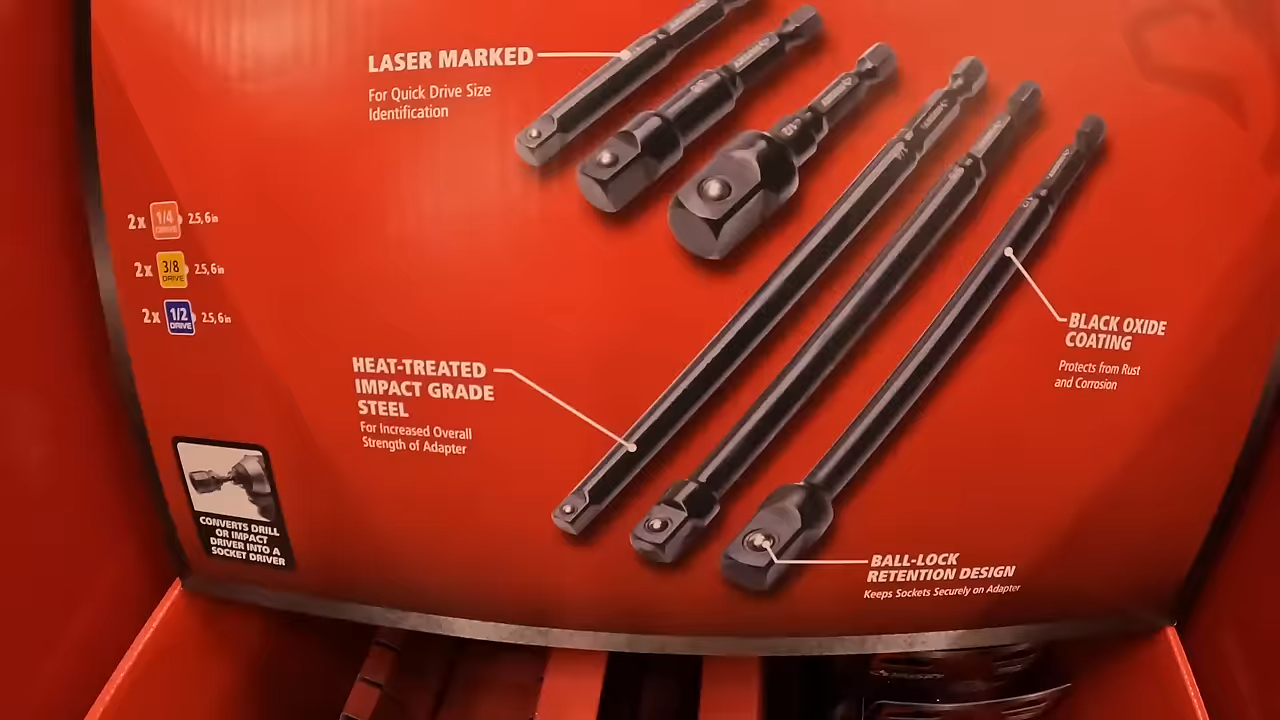 LASER MARKED
For Quick Drive Size
Identification
2x 1/4 DRIVE 2.5, 6 in
2x 3/8 DRIVE 2.5, 6 in
2x 1/2 DRIVE 2.5, 6 in
HEAT-TREATED
IMPACT GRADE
STEEL
For Increased Overall
Strength of Adapter
BLACK OXIDE
COATING
Protects from Rust
and Corrosion
CONVERTS DRILL
OR IMPACT
DRIVER INTO A
SOCKET DRIVER
BALL-LOCK
RETENTION DESIGN
Keeps Sockets Securely on Adapter